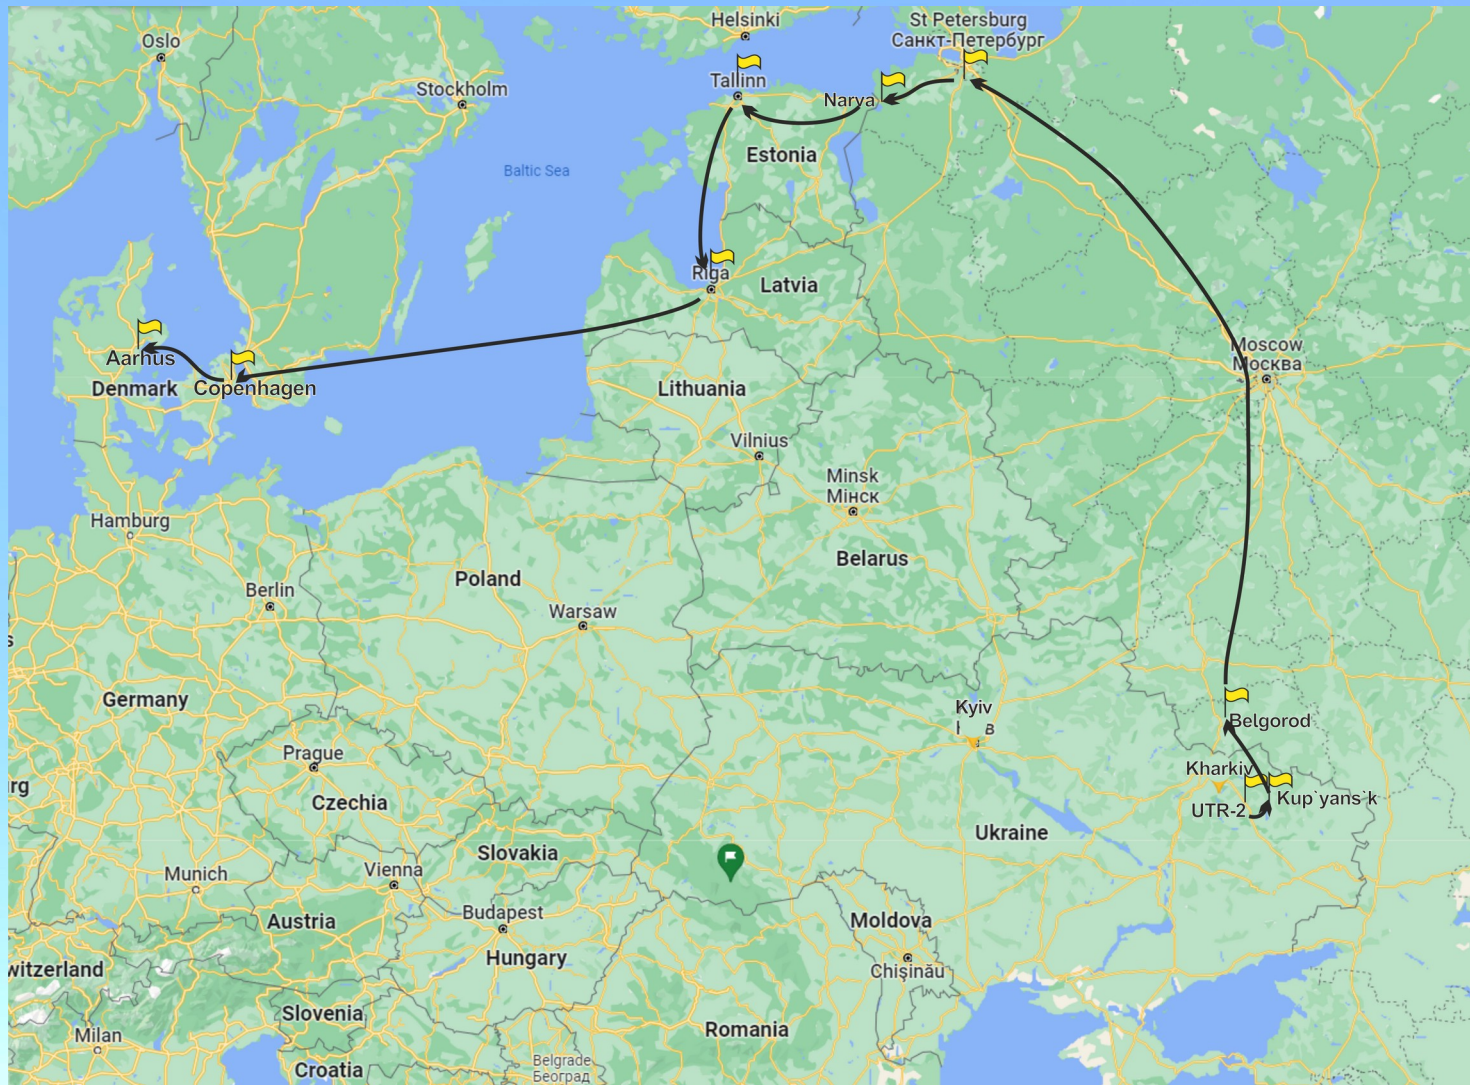 Helsinki
St Petersburg
Санкт-Петербург
Oslo
Tallinn
Stockholm
Narva
Estonia
Baltic Sea
Riga
Latvia
Moscow
Москва
Aarhus
Denmark
Copenhagen
Lithuania
Vilnius
Minsk
Мінск
Hamburg
Belarus
Poland
Berlin
Warsaw
s
Germany
Kyiv
в
Belgorod
Prague
Kharkiv
rg
Czechia
UTR-2
Kup`yans`k
Ukraine
Slovakia
Munich
Vienna
Budapest
Austria
Moldova
Hungary
witzerland
Chişinău
Slovenia
Romania
Milan
Belgrade
Београд
Croatia